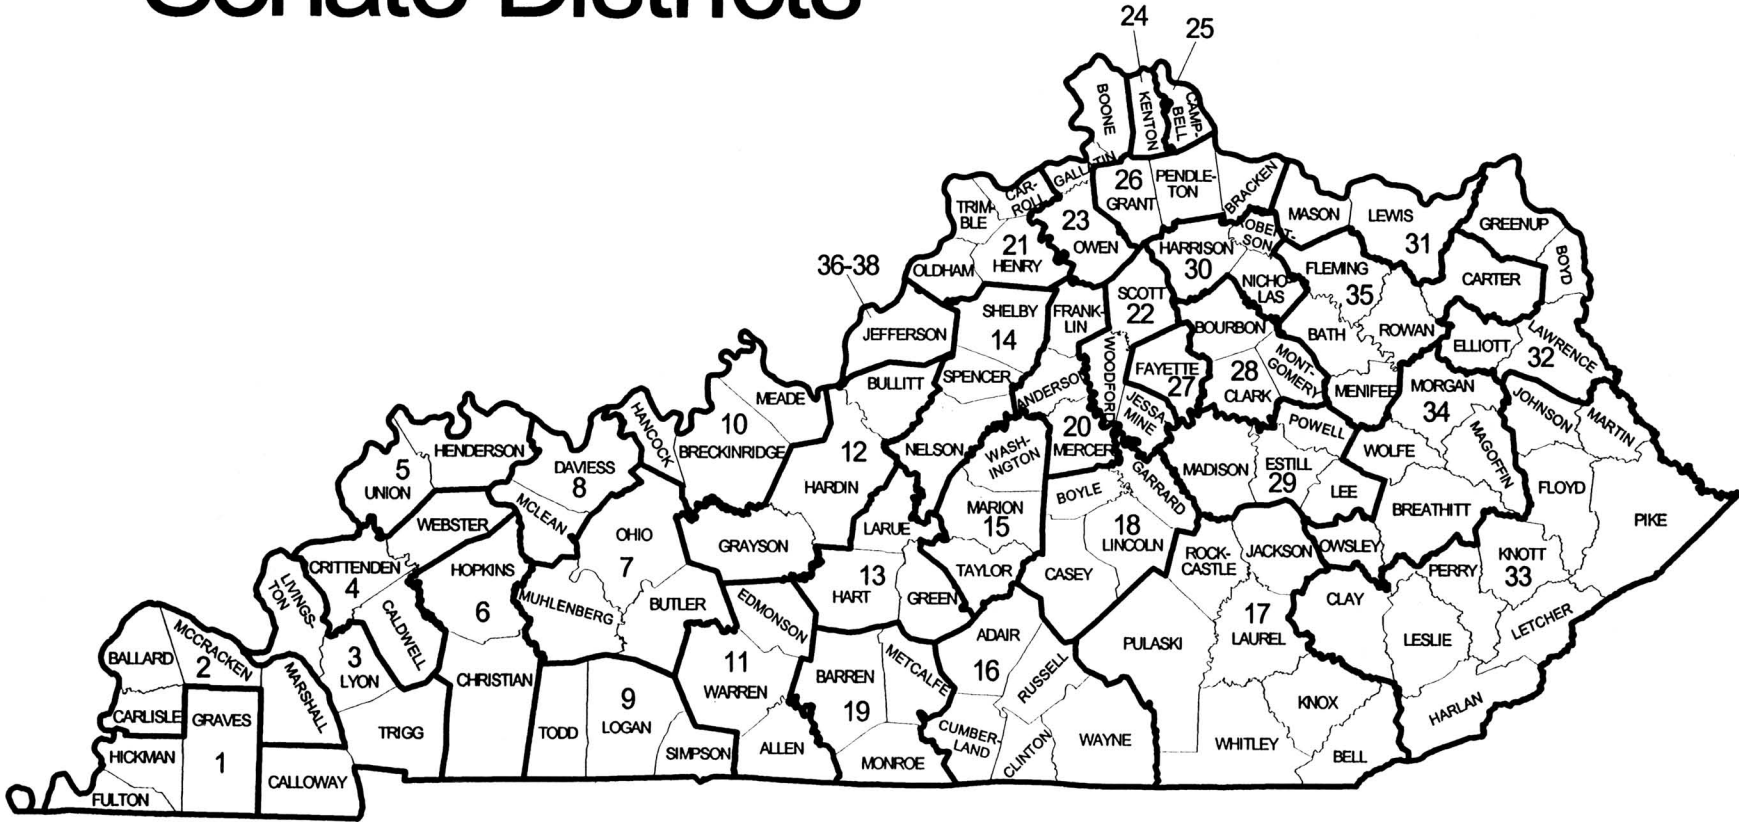 Senate Districts
24
25
BOONE
KENTON
CAMP-
BELL
GALLATIN
26
GRANT
PENDLE-
TON
BRACKEN
CAR-
ROLL
TRIM-
BLE
23
OWEN
21
HENRY
OLDHAM
HARRISON
30
ROBERT-
SON
MASON
LEWIS
31
GREENUP
BOYD
CARTER
FLEMING
35
NICHO-
LAS
36-38
JEFFERSON
SHELBY
14
FRANK-
LIN
SCOTT
22
BOURBON
BATH
ROWAN
ELLIOTT
LAWRENCE
32
WOODFORD
FAYETTE
27
28
CLARK
MONT-
GOMERY
MENIFEE
MORGAN
34
JOHNSON
MARTIN
BULLITT
SPENCER
ANDERSON
JESSA-
MINE
POWELL
WOLFE
MAGOFFIN
MEADE
10
BRECKINRIDGE
HANCOCK
12
HARDIN
NELSON
WASH-
INGTON
20
MERCER
GARRARD
MADISON
ESTILL
29
LEE
BREATHITT
FLOYD
PIKE
HENDERSON
5
UNION
DAVIESS
8
MCLEAN
WEBSTER
OHIO
7
GRAYSON
LARUE
MARION
15
BOYLE
18
LINCOLN
ROCK-
CASTLE
JACKSON
OWSLEY
PERRY
KNOTT
33
CRITTENDEN
4
LIVINGS-
TON
HOPKINS
6
CALDWELL
MUHLENBERG
BUTLER
EDMONSON
13
HART
GREEN
TAYLOR
CASEY
CLAY
LESLIE
LETCHER
BALLARD
MCCRACKEN
2
MARSHALL
3
LYON
CHRISTIAN
11
WARREN
BARREN
19
METCALFE
ADAIR
16
RUSSELL
PULASKI
17
LAUREL
KNOX
HARLAN
CARLISLE
GRAVES
1
TRIGG
TODD
9
LOGAN
SIMPSON
ALLEN
MONROE
CUMBER-
LAND
CLINTON
WAYNE
WHITLEY
BELL
HICKMAN
FULTON
CALLOWAY